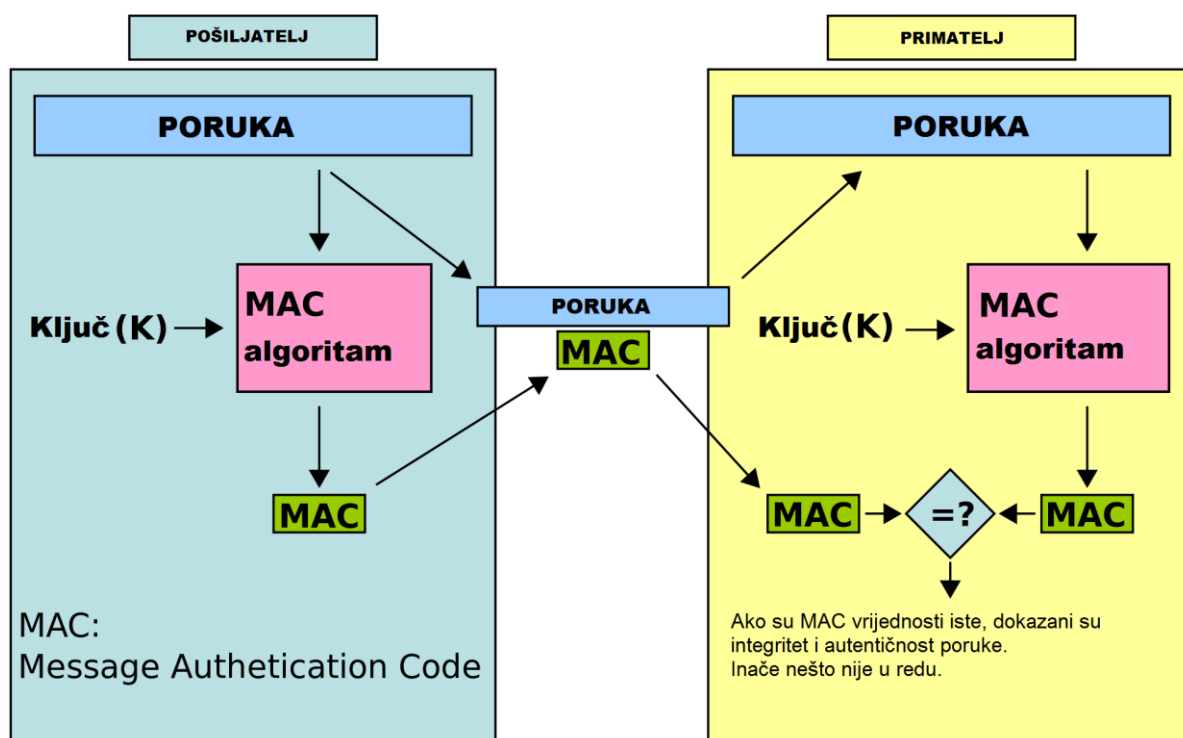 POŠILJATELJ
PORUKA
Ključ (K)
MAC
algoritam
MAC
MAC:
Message Authetication Code
PORUKA
MAC
PRIMATELJ
PORUKA
Ključ (K)
MAC
algoritam
MAC
=?
MAC
Ako su MAC vrijednosti iste, dokazani su
integritet i autentičnost poruke.
Inače nešto nije u redu.